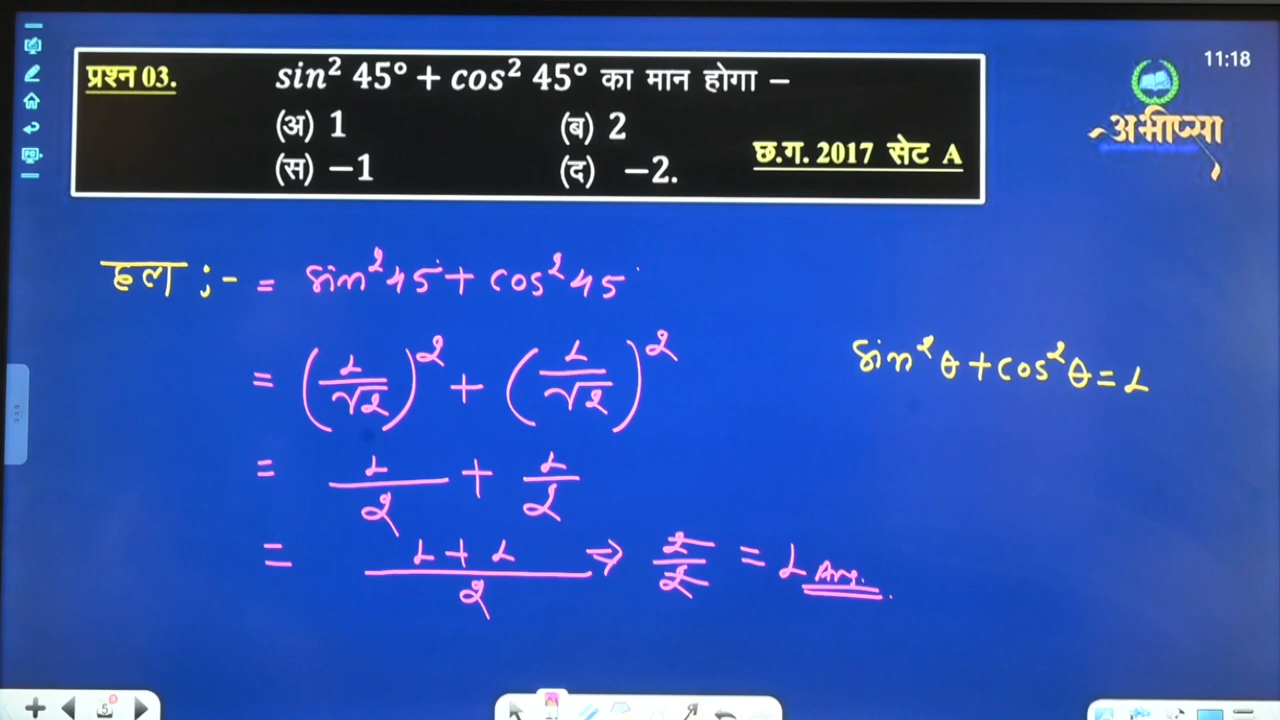 11:18
प्रश्न 03. sin² 45° + cos² 45° का मान होगा –
(अ) 1 (ब) 2
(स) −1 (द) −2.
छ.ग. 2017 सेट A
अभीप्सा
हल :- = sin²45° + cos²45°
= (1/√2)² + (1/√2)²
sin²θ + cos²θ = 1
= 1/2 + 1/2
= 1+1/2 ⇒ 2/2 = 1 Ans.
5